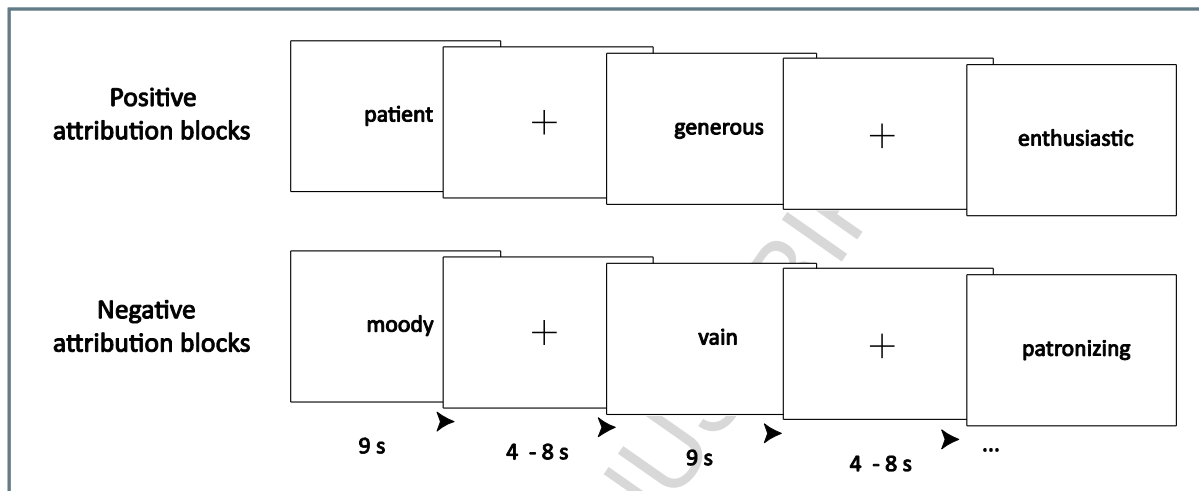 Positive
attribution blocks
patient
+
generous
+
enthusiastic
Negative
attribution blocks
moody
+
vain
+
patronizing
9 s
4 - 8 s
9 s
4 - 8 s
...